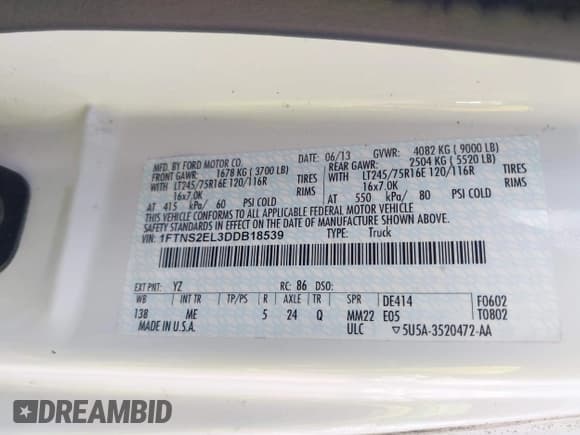 MFD. BY FORD MOTOR CO.
DATE: 06/13 GVWR: 4082 KG ( 9000 LB)
FRONT GAWR: 1678 KG ( 3700 LB) REAR GAWR: 2504 KG ( 5520 LB)
WITH LT245/75R16E 120/116R TIRES WITH LT245/75R16E 120/116R TIRES
16x7.0K RIMS 16x7.0K RIMS
AT 415 kPa/ 60 PSI COLD AT 550 kPa/ 80 PSI COLD
THIS VEHICLE CONFORMS TO ALL APPLICABLE FEDERAL MOTOR VEHICLE
SAFETY STANDARDS IN EFFECT ON THE DATE OF MANUFACTURE SHOWN ABOVE.
VIN: 1FTNS2EL3DDB18539 TYPE: Truck
EXT PNT: YZ RC: 86 DSO:
WB INT TR TP/PS R AXLE TR SPR DE414 F0602
138 ME 5 24 Q MM22 E05 T0802
MADE IN U.S.A. ULC ▽5U5A-3520472-AA
DREAMBID